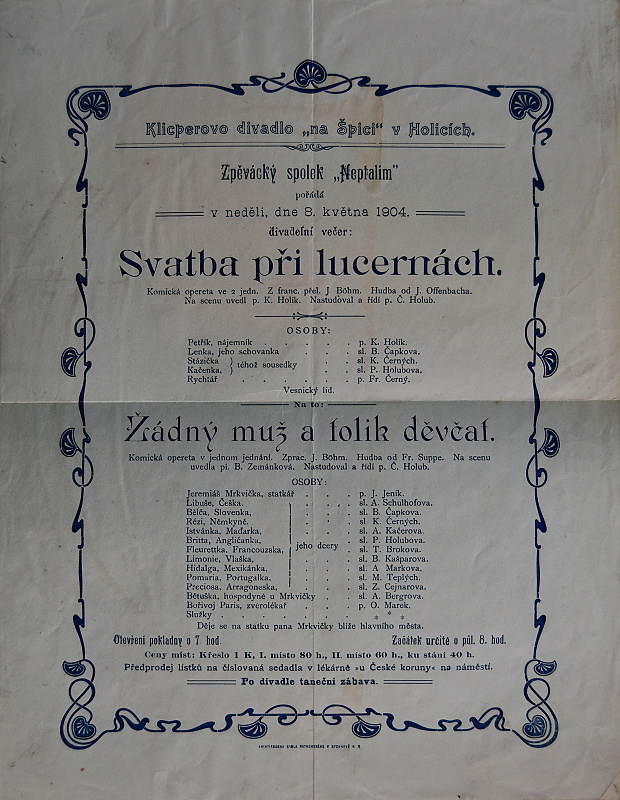 Klicperovo divadlo „na Špici“ v Holicích.
Zpěvácký spolek „Neptalim“
pořádá
v neděli, dne 8. května 1904.
divadelní večer:
Svatba při lucernách.
Komická opereta ve 2 jedn. Z franc. přel. J Böhm. Hudba od J. Offenbacha.
Na scenu uvedl p. K. Holík. Nastudoval a řídí p. Č. Holub.
OSOBY:
Petřík, nájemník . . . . . p. K. Holík.
Lenka, jeho schovanka . . . sl. B. Čapkova.
Stázička } téhož sousedky . . sl. K. Černých.
Kačenka, . . sl. P. Holubova.
Rychtář . . . . . . p. Fr. Černý.
Vesnický lid.
Na to:
Žádný muž a tolik děvčat.
Komická opereta v jednom jednání. Zprac. J. Böhm. Hudba od Fr. Suppe. Na scenu
uvedla pí. B. Zemánková. Nastudoval a řídí p. Č. Holub.
OSOBY:
Jeremiáš Mrkvička, statkář . . . p. J. Jeník.
Libuše, Češka, . . . sl. A. Schulhofova.
Bělča, Slovenka, . . . sl. B. Čapkova.
Rézi, Němkyně, . . . sl. K. Černých.
Istvánka, Maďarka, . . . sl. A. Kačerova.
Britta, Angličanka, . . . sl. P. Holubova.
Fleurettka, Francouzska, jeho dcery . . sl. T. Brokova.
Limonie, Vlaška, . . . sl. B. Kašparova.
Hidalga, Mexikánka, . . . sl. A Markova.
Pomaria, Portugalka, . . . sl. M. Teplých.
Preciosa, Arragoneska, . . . sl. Z. Cejnarova.
Bětuška, hospodyně u Mrkvičky . . sl. A. Bergrova.
Bořivoj Paris, zverolékař . . . p. O. Marek.
Služky . . . . . . * * *
Děje se na statku pana Mrkvičky blíže hlavního města.
Otevření pokladny o 7 hod. Začátek určitě o půl. 8. hod.
Ceny míst: Křeslo 1 K, I. místo 80 h., II. místo 60 h., ku stání 40 h.
Předprodej lístků na číslovaná sedadla v lékárně »u České koruny« na náměstí.
Po divadle taneční zábava.